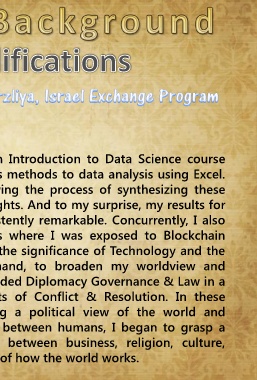 Background
lifications
rzliya, Israel Exchange Program
n Introduction to Data Science course
s methods to data analysis using Excel.
ring the process of synthesizing these
ghts. And to my surprise, my results for
stently remarkable. Concurrently, I also
s where I was exposed to Blockchain
the significance of Technology and the
hand, to broaden my worldview and
ded Diplomacy Governance & Law in a
ts of Conflict & Resolution. In these
ng a political view of the world and
between humans, I began to grasp a
between business, religion, culture,
of how the world works.